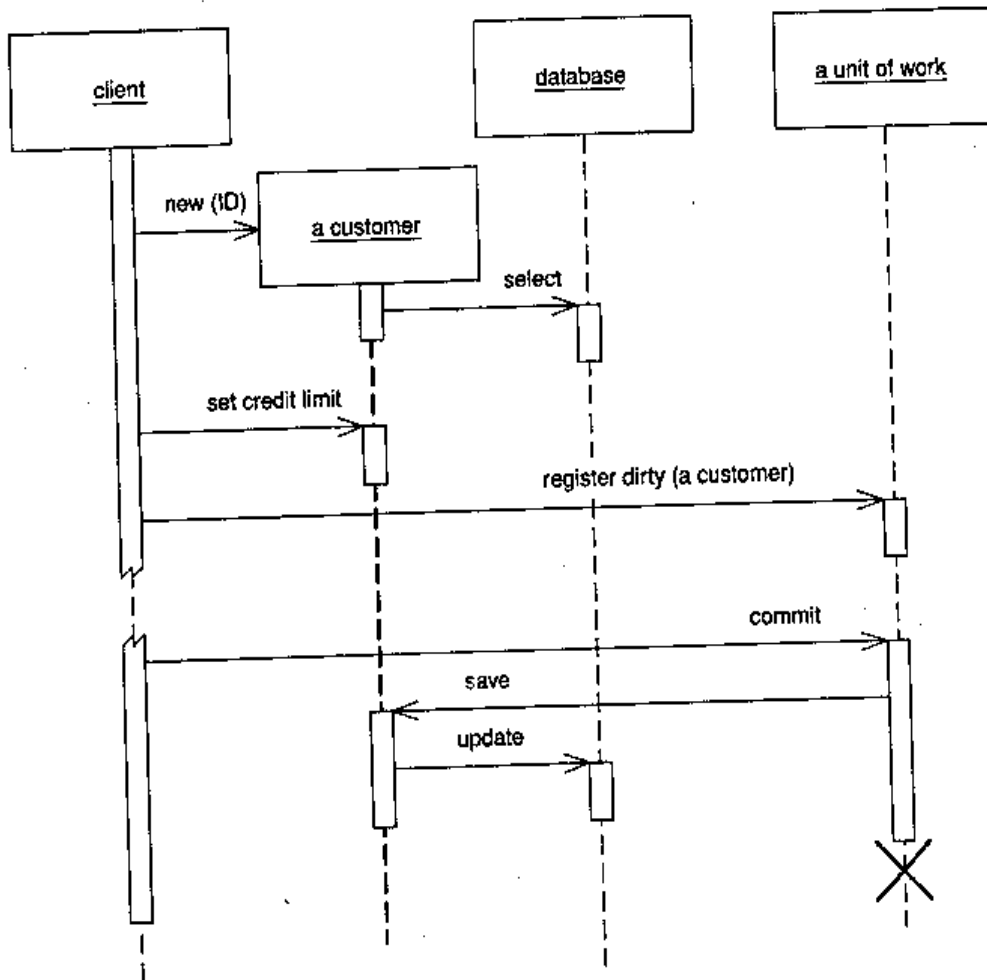 client
database
a unit of work
new (ID)
a customer
select
set credit limit
register dirty (a customer)
commit
save
update